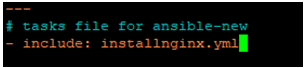 ---
# tasks file for ansible-new
- include: installnginx.yml